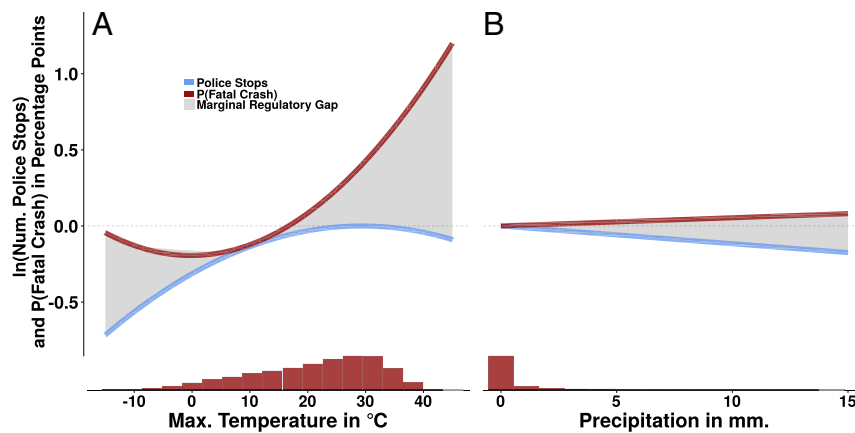 A
B
ln(Num. Police Stops)
and P(Fatal Crash) in Percentage Points
1.0
0.5
0.0
-0.5
Police Stops
P(Fatal Crash)
Marginal Regulatory Gap
-10 0 10 20 30 40
Max. Temperature in °C
0 5 10 15
Precipitation in mm.